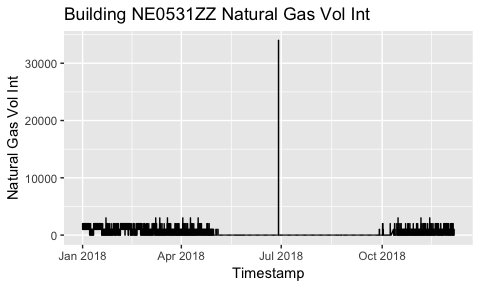 Building NE0531ZZ Natural Gas Vol Int
30000
20000
10000
0
Natural Gas Vol Int
Jan 2018
Apr 2018
Jul 2018
Oct 2018
Timestamp